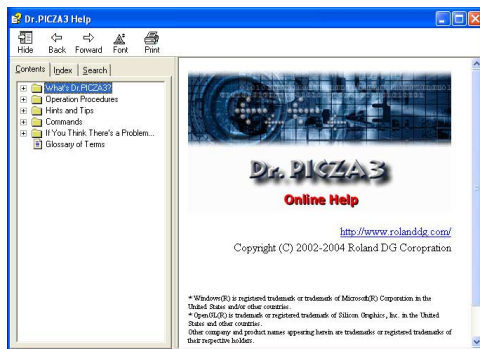 Dr.PICZA3 Help
Hide Back Forward Font Print
Contents Index Search
What's Dr.PICZA3?
Operation Procedures
Hints and Tips
Commands
If You Think There's a Problem...
Glossary of Terms
Dr. PICZA3
Online Help
http://www.rolanddg.com/
Copyright (C) 2002-2004 Roland DG Coropration
* Windows(R) is registered trademark or trademark of Microsoft(R) Corporation in the
United States and/or other countries.
* OpenGL(R) is trademark or registered trademark of Silicon Graphics, Inc. in the United
States and other countries.
Other company and product names appearing herein are trademarks or registered trademarks of
their respective holders.